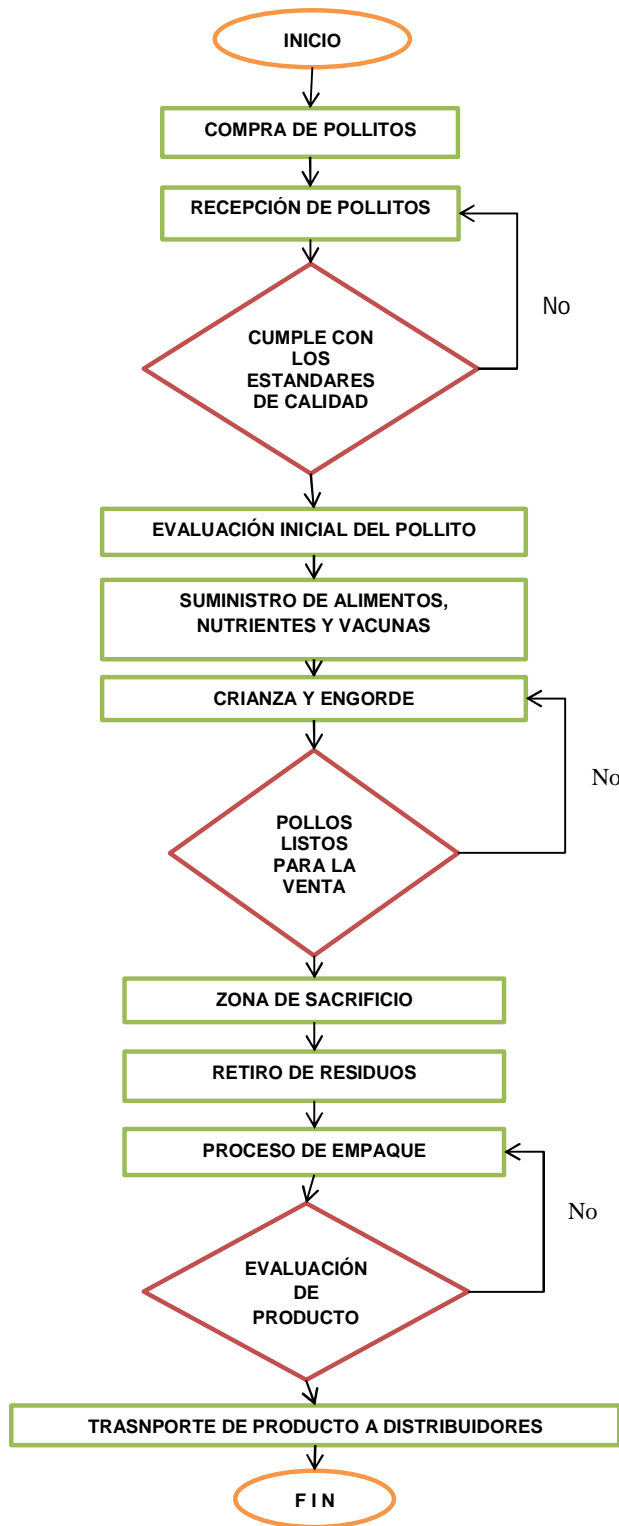 INICIO
COMPRA DE POLLITOS
RECEPCIÓN DE POLLITOS
No
CUMPLE CON
LOS
ESTANDARES
DE CALIDAD
EVALUACIÓN INICIAL DEL POLLITO
SUMINISTRO DE ALIMENTOS,
NUTRIENTES Y VACUNAS
CRIANZA Y ENGORDE
No
POLLOS
LISTOS
PARA LA
VENTA
ZONA DE SACRIFICIO
RETIRO DE RESIDUOS
PROCESO DE EMPAQUE
No
EVALUACIÓN
DE
PRODUCTO
TRASNPORTE DE PRODUCTO A DISTRIBUIDORES
F I N